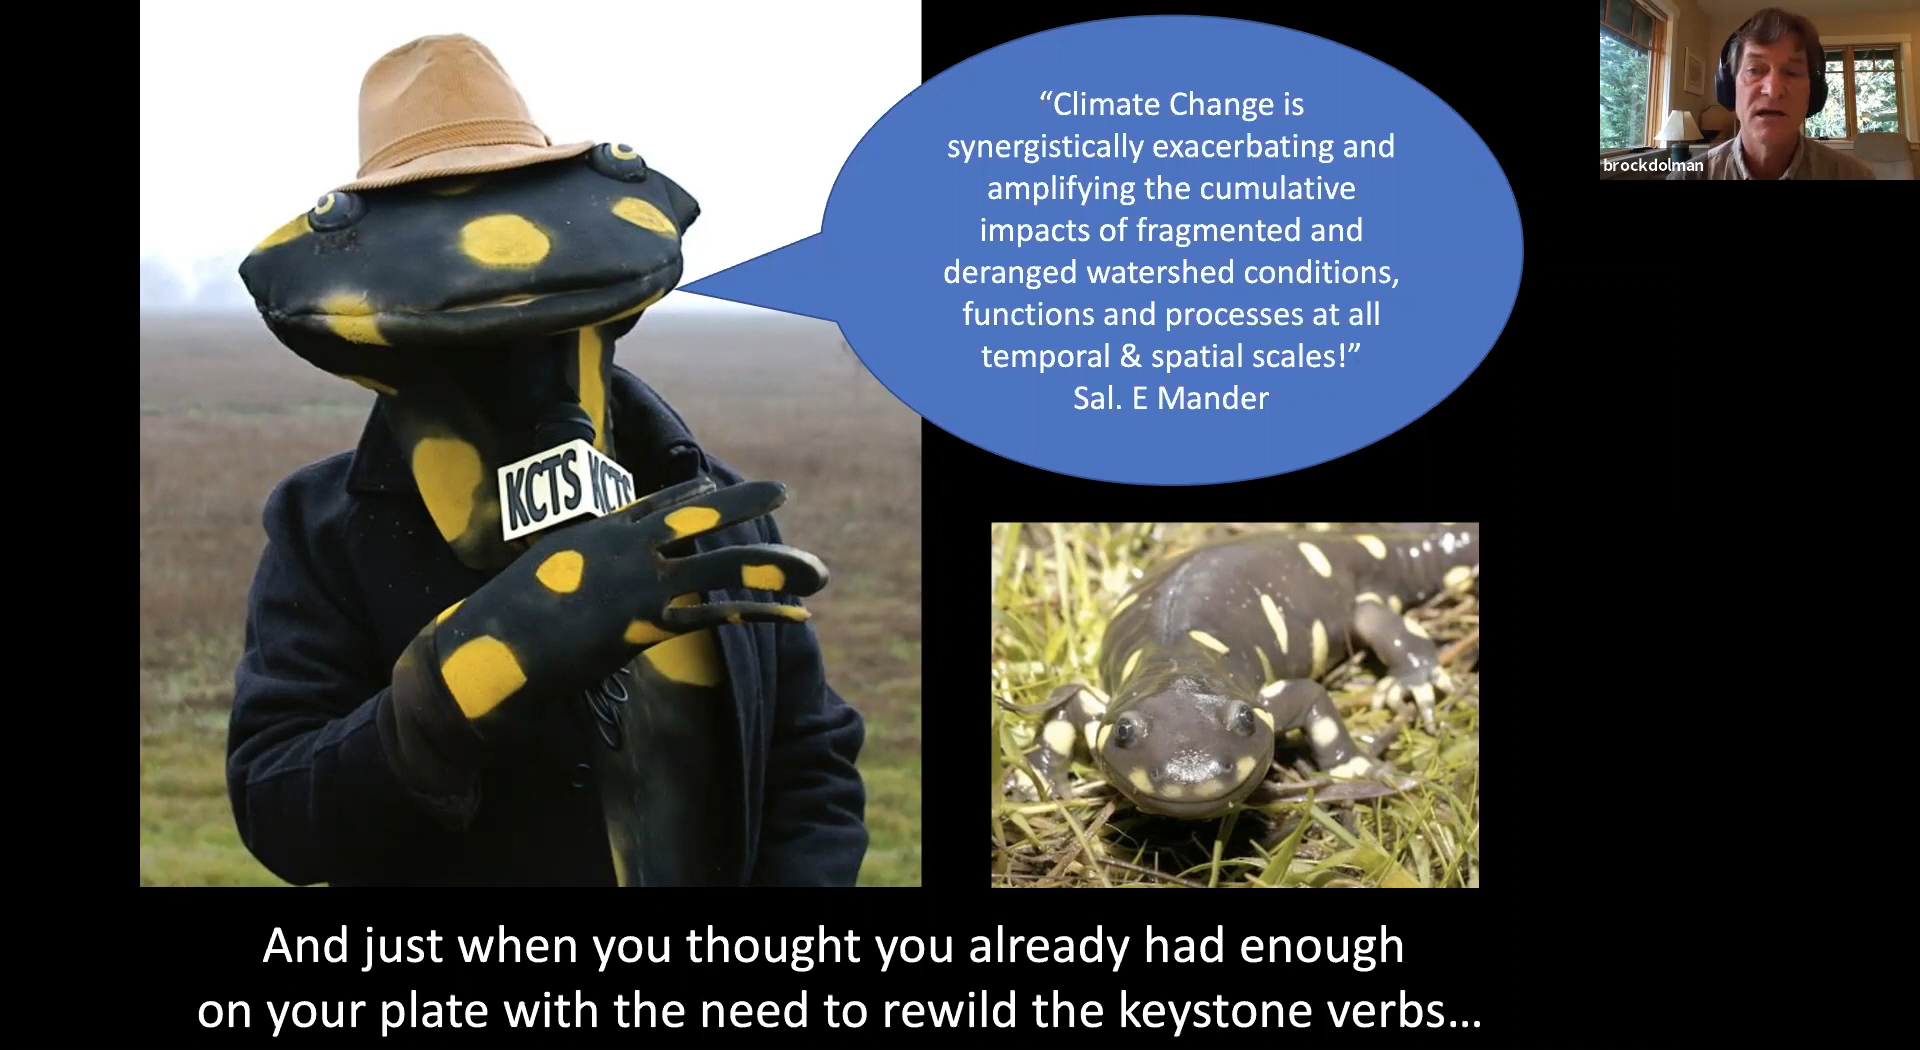 “Climate Change is
synergistically exacerbating and
amplifying the cumulative
impacts of fragmented and
deranged watershed conditions,
functions and processes at all
temporal & spatial scales!”
Sal. E Mander
brockdolman
KCTS KCTS
And just when you thought you already had enough
on your plate with the need to rewild the keystone verbs...